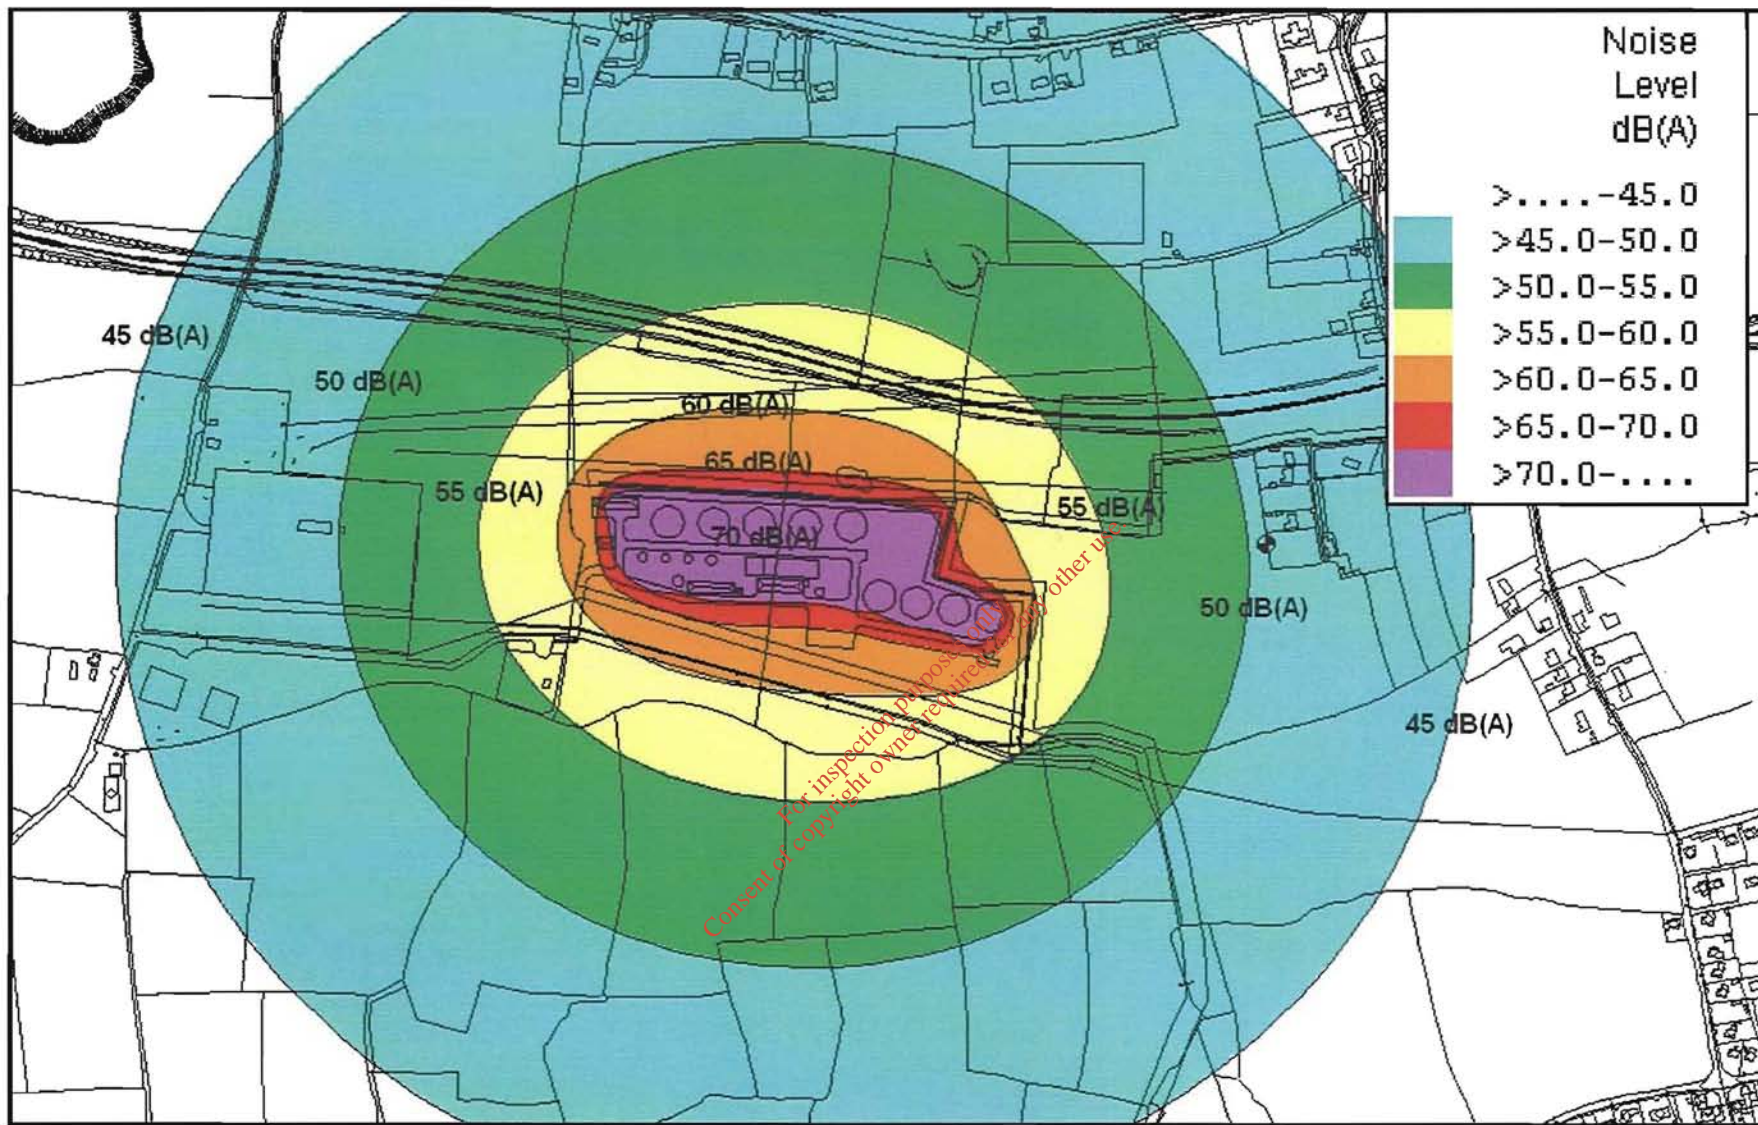 Noise
Level
dB(A)
>....-45.0
>45.0-50.0
>50.0-55.0
>55.0-60.0
>60.0-65.0
>65.0-70.0
>70.0-....
45 dB(A)
50 dB(A)
60 dB(A)
65 dB(A)
55 dB(A)
55 dB(A)
70 dB(A)
50 dB(A)
45 dB(A)
For inspection purposes only.
Consent of copyright owner required for any other use.